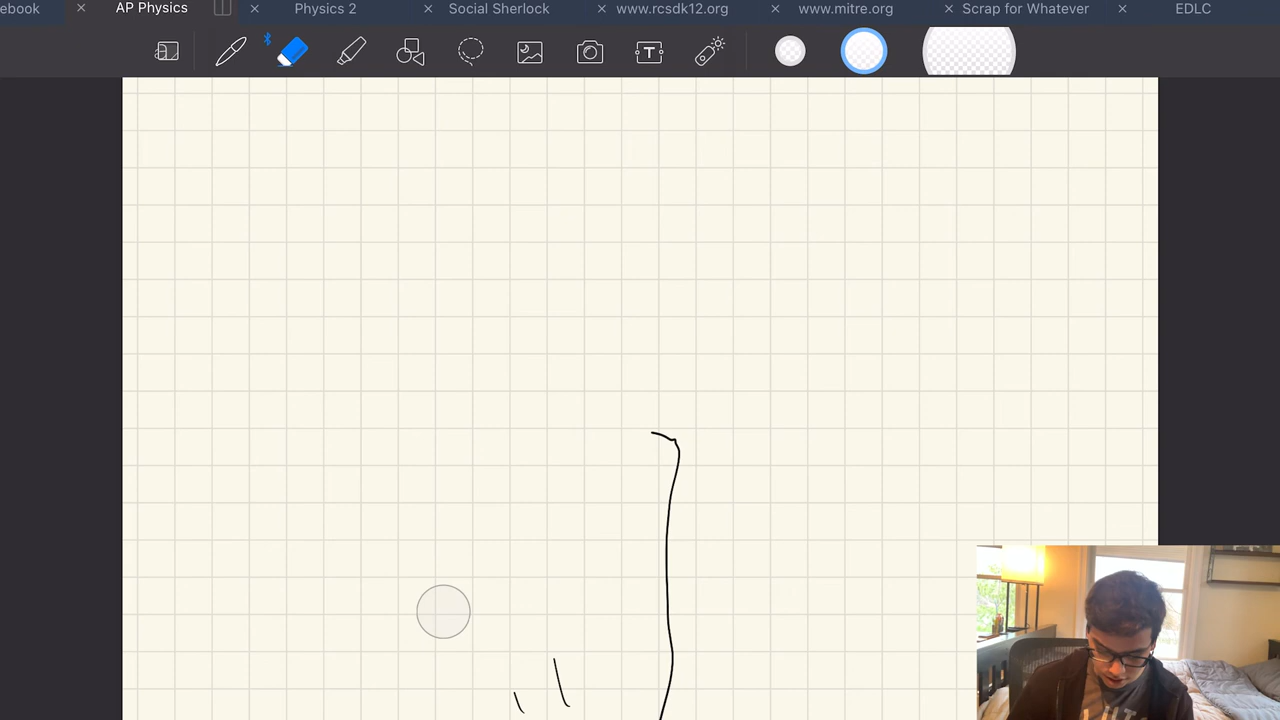 ebook
AP Physics
Physics 2
Social Sherlock
www.rcsdk12.org
www.mitre.org
Scrap for Whatever
EDLC
T